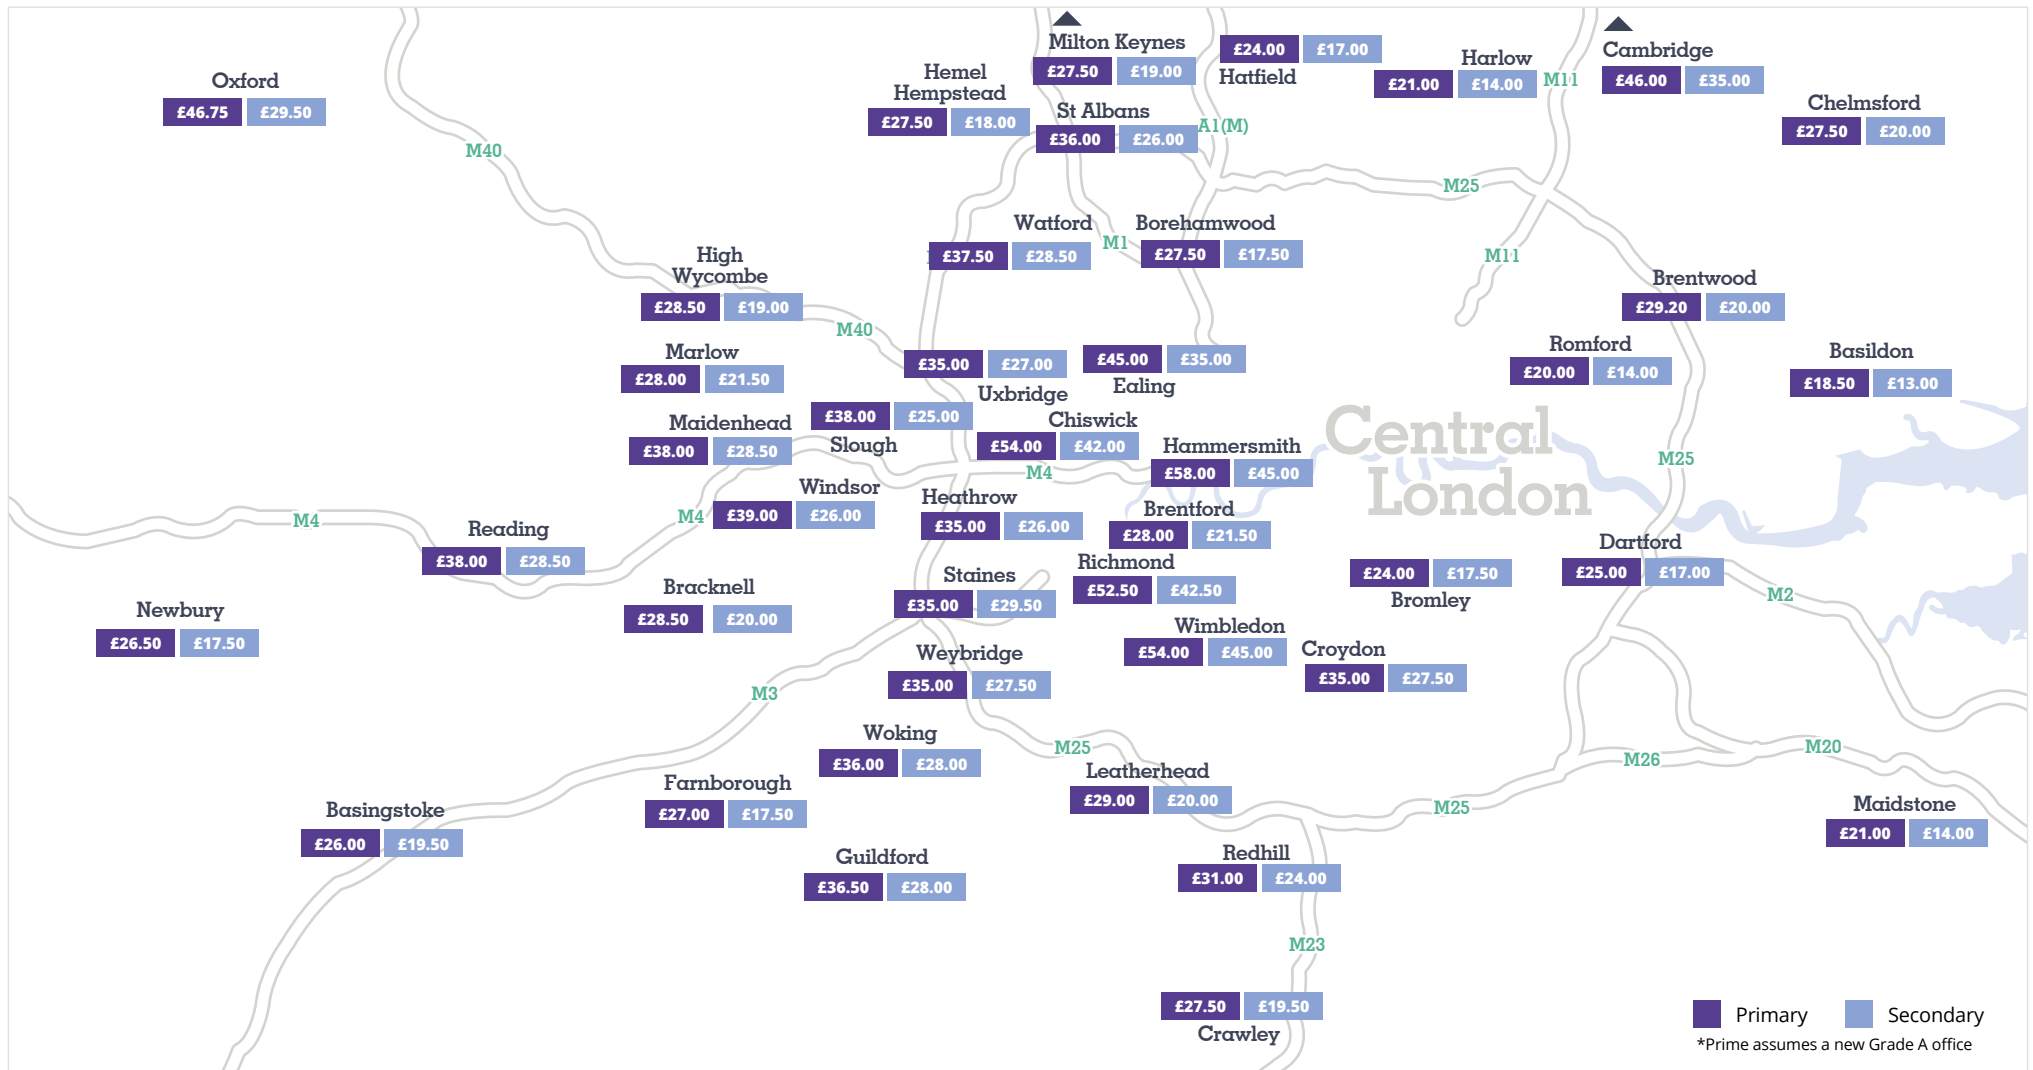 Milton Keynes
£27.50 £19.00
£24.00 £17.00
Hatfield
Harlow
£21.00 £14.00
M11
Cambridge
£46.00 £35.00
Oxford
£46.75 £29.50
Hemel
Hempstead
£27.50 £18.00
St Albans
£36.00 £26.00
A1(M)
Chelmsford
£27.50 £20.00
M40
M25
Watford
£37.50 £28.50
M1
Borehamwood
£27.50 £17.50
M11
High
Wycombe
£28.50 £19.00
M40
Brentwood
£29.20 £20.00
Marlow
£28.00 £21.50
£35.00 £27.00
Uxbridge
£45.00 £35.00
Ealing
Romford
£20.00 £14.00
Basildon
£18.50 £13.00
Maidenhead
£38.00 £28.50
£38.00 £25.00
Slough
Chiswick
£54.00 £42.00
M4
Hammersmith
£58.00 £45.00
Central
London
M25
Windsor
£39.00 £26.00
M4
Heathrow
£35.00 £26.00
Brentford
£28.00 £21.50
M4
Reading
£38.00 £28.50
Richmond
£52.50 £42.50
£24.00 £17.50
Bromley
Dartford
£25.00 £17.00
M2
Bracknell
£28.50 £20.00
Staines
£35.00 £29.50
Newbury
£26.50 £17.50
Wimbledon
£54.00 £45.00
Croydon
£35.00 £27.50
Weybridge
£35.00 £27.50
M3
Woking
£36.00 £28.00
M25
M26
M20
Farnborough
£27.00 £17.50
Leatherhead
£29.00 £20.00
M25
Basingstoke
£26.00 £19.50
Maidstone
£21.00 £14.00
Guildford
£36.50 £28.00
Redhill
£31.00 £24.00
M23
£27.50 £19.50
Crawley
Primary Secondary
*Prime assumes a new Grade A office